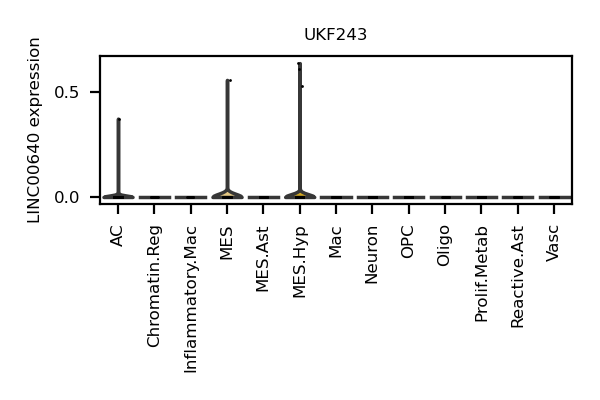 UKF243
LINC00640 expression
0.5
0.0
AC
Chromatin.Reg
Inflammatory.Mac
MES
MES.Ast
MES.Hyp
Mac
Neuron
OPC
Oligo
Prolif.Metab
Reactive.Ast
Vasc